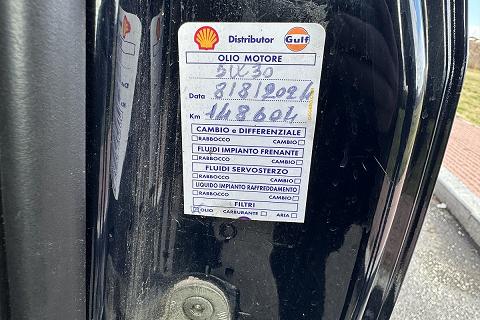 Distributor Gulf
OLIO MOTORE
5W30
Data 8/8/2024
Km 148604
CAMBIO e DIFFERENZIALE
RABBOCCO CAMBIO
FLUIDI IMPIANTO FRENANTE
RABBOCCO CAMBIO
FLUIDI SERVOSTERZO
RABBOCCO CAMBIO
LIQUIDO IMPIANTO RAFFREDDAMENTO
RABBOCCO CAMBIO
FILTRI
OLIO CARBURANTE ARIA